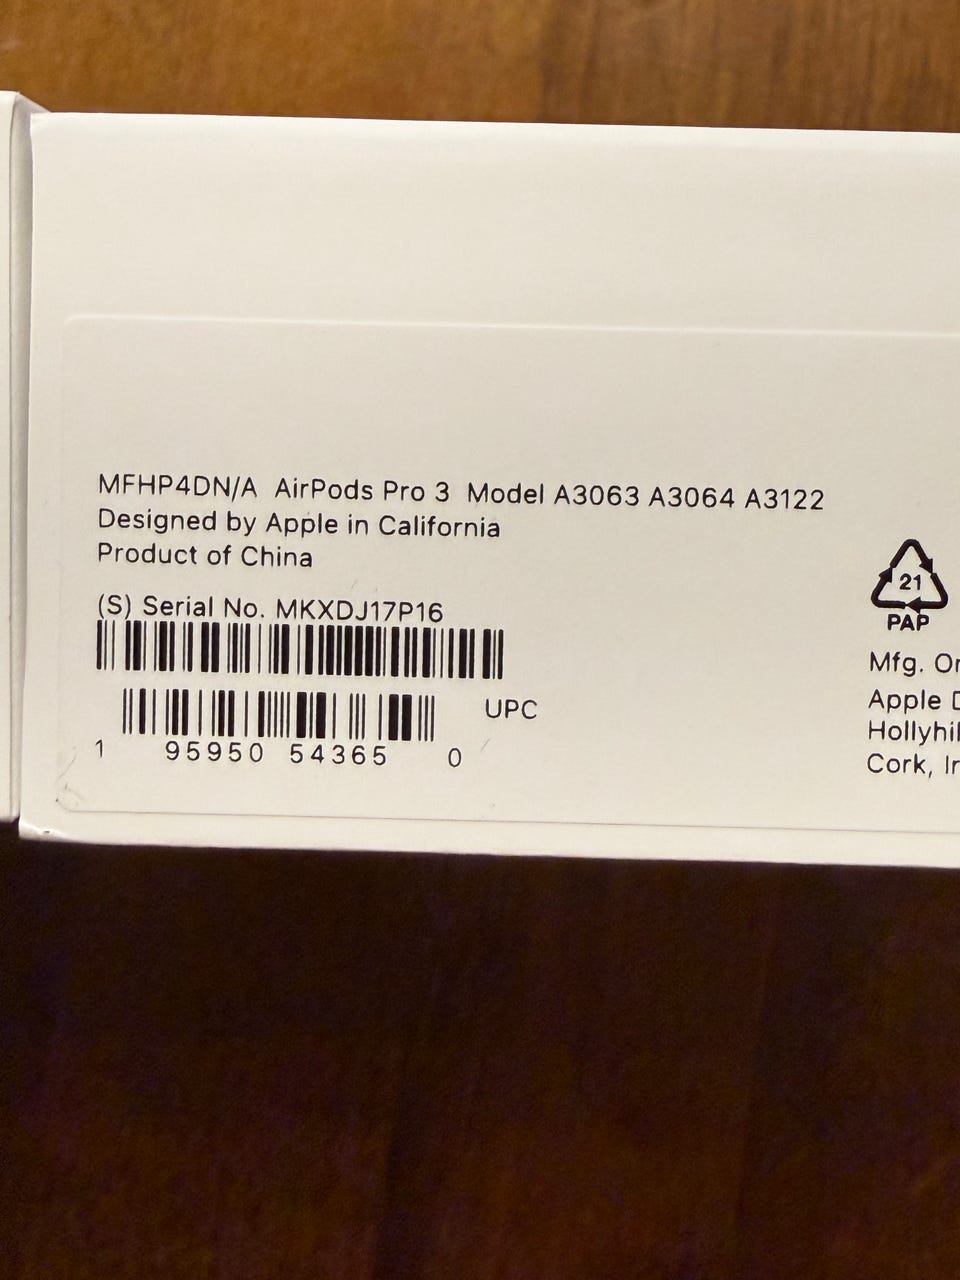 MFHP4DN/A AirPods Pro 3 Model A3063 A3064 A3122
Designed by Apple in California
Product of China
(S) Serial No. MKXDJ17P16
UPC
1 95950 54365 0
21
PAP
Mfg. Or
Apple D
Hollyhil
Cork, Ir